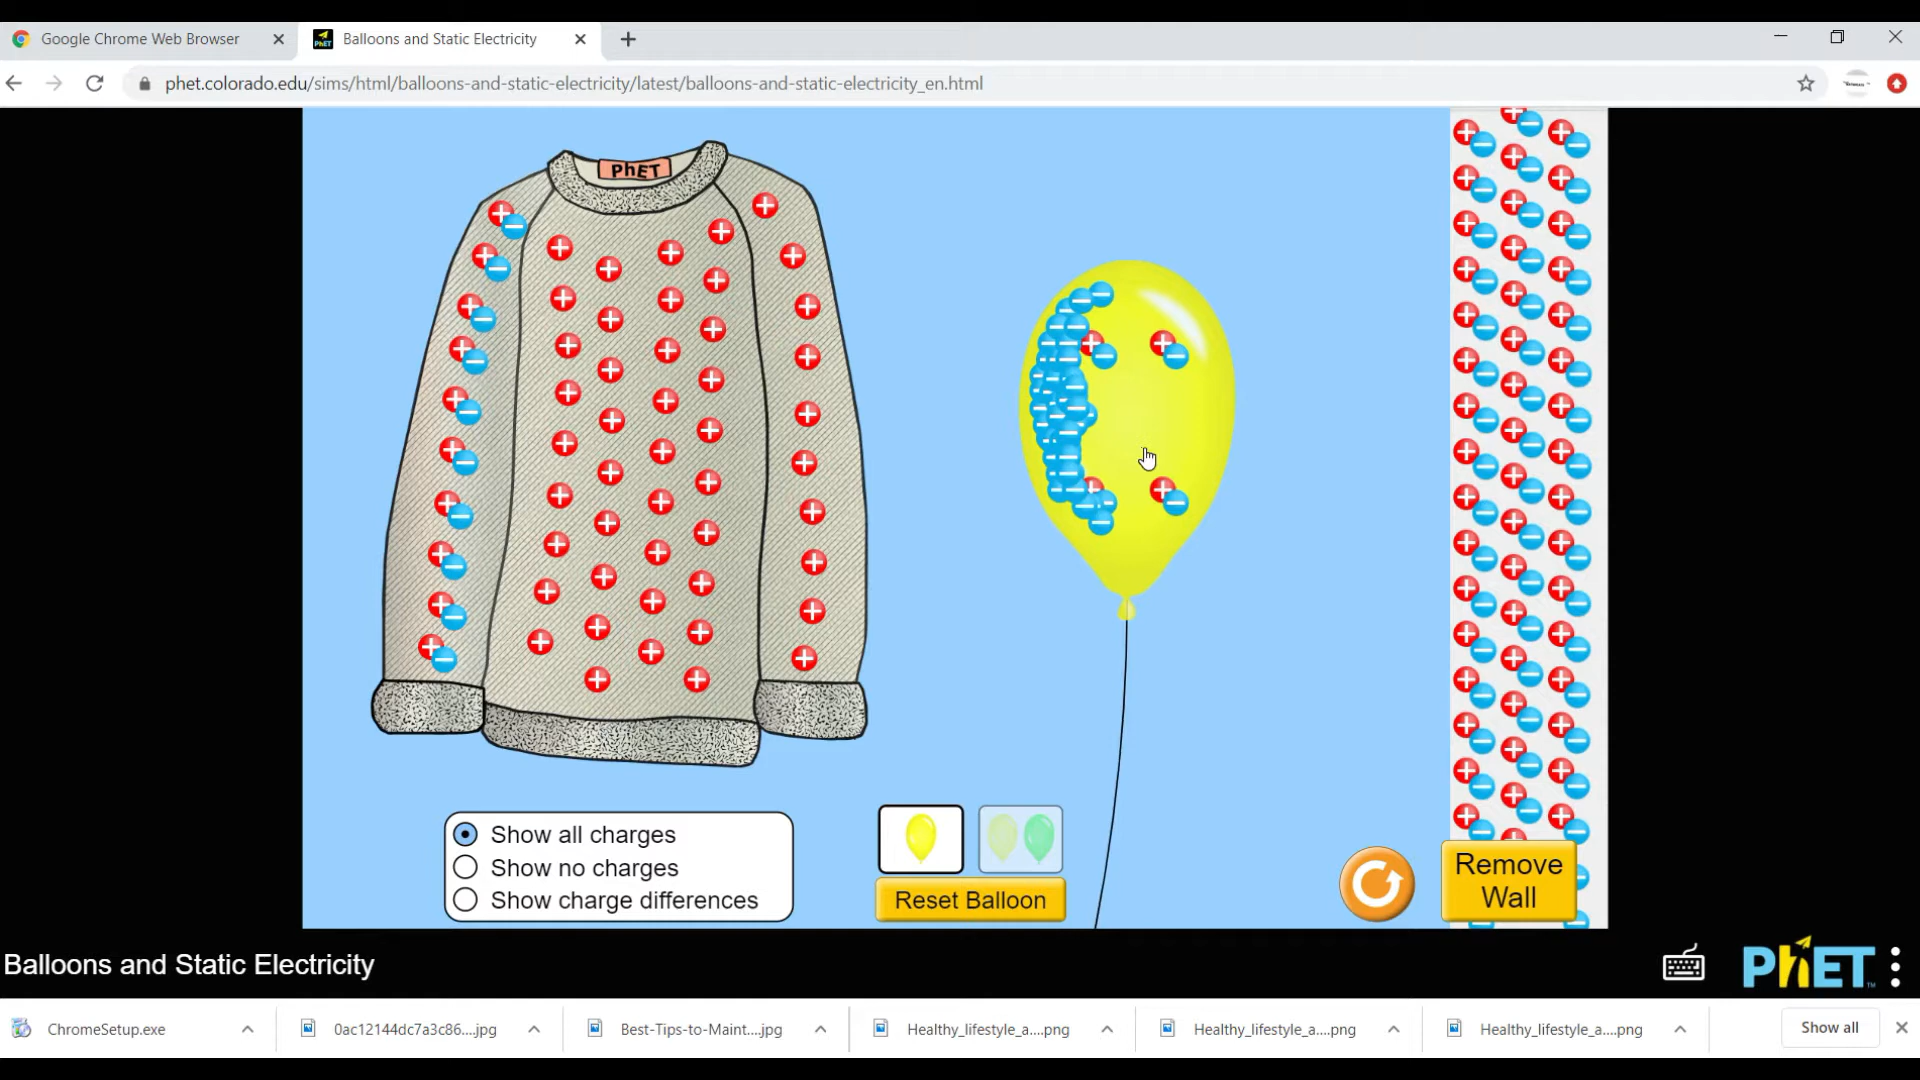 Google Chrome Web Browser
Balloons and Static Electricity
phet.colorado.edu/sims/html/balloons-and-static-electricity/latest/balloons-and-static-electricity_en.html
PhET
Show all charges
Show no charges
Show charge differences
Reset Balloon
Remove
Wall
Balloons and Static Electricity
PhET
ChromeSetup.exe
0ac12144dc7a3c86....jpg
Best-Tips-to-Maint....jpg
Healthy_lifestyle_a....png
Healthy_lifestyle_a....png
Healthy_lifestyle_a....png
Show all